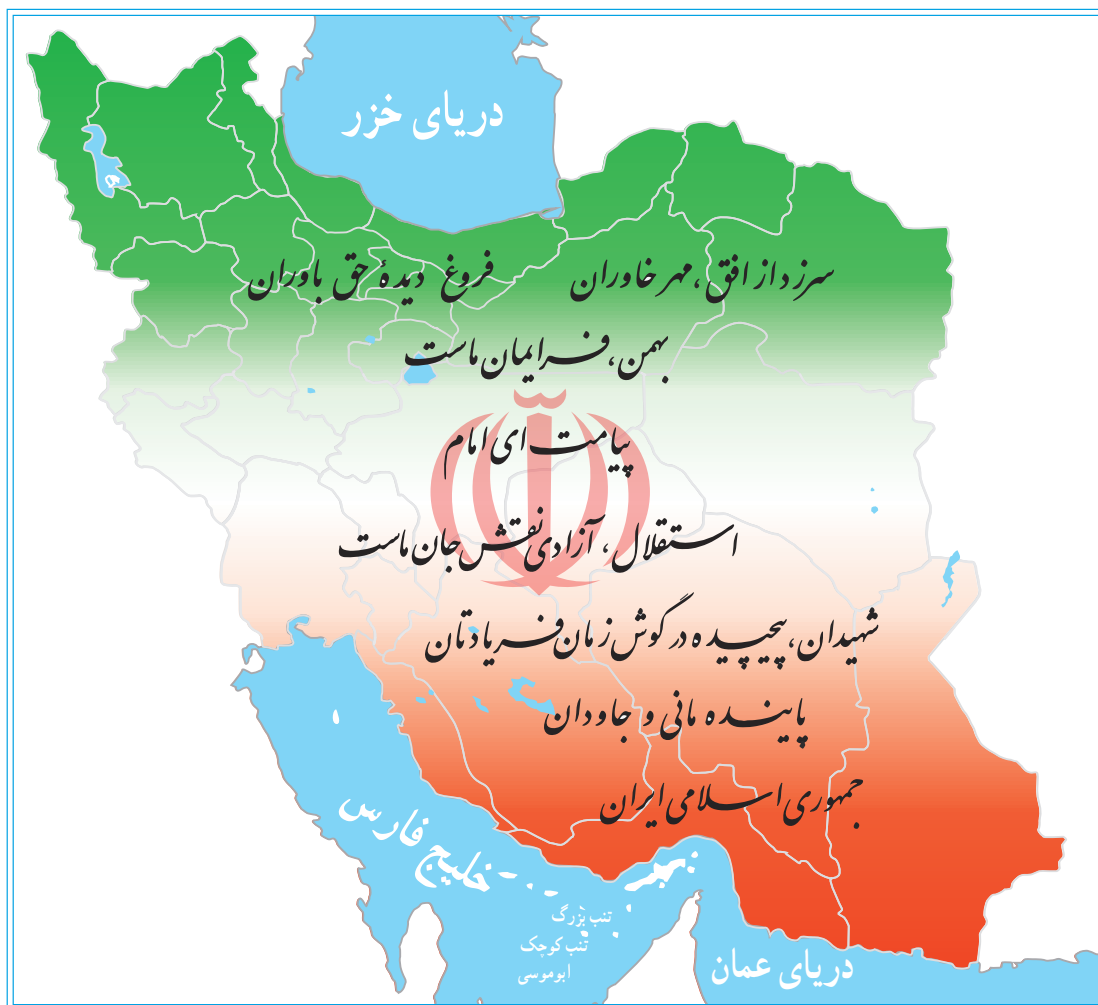 دریای خزر
سرزد از افق، مهر خاوران فروغ دیدهٔ حق باوران
بهمن، فر ایمان ماست
پیامت ای امام
استقلال، آزادی نقش جان ماست
شهیدان، پیچیده در گوش زمان فریادتان
پاینده مانی و جاودان
جمهوری اسلامی ایران
خلیج فارس
تنب بزرگ
تنب کوچک
ابوموسی
دریای عمان